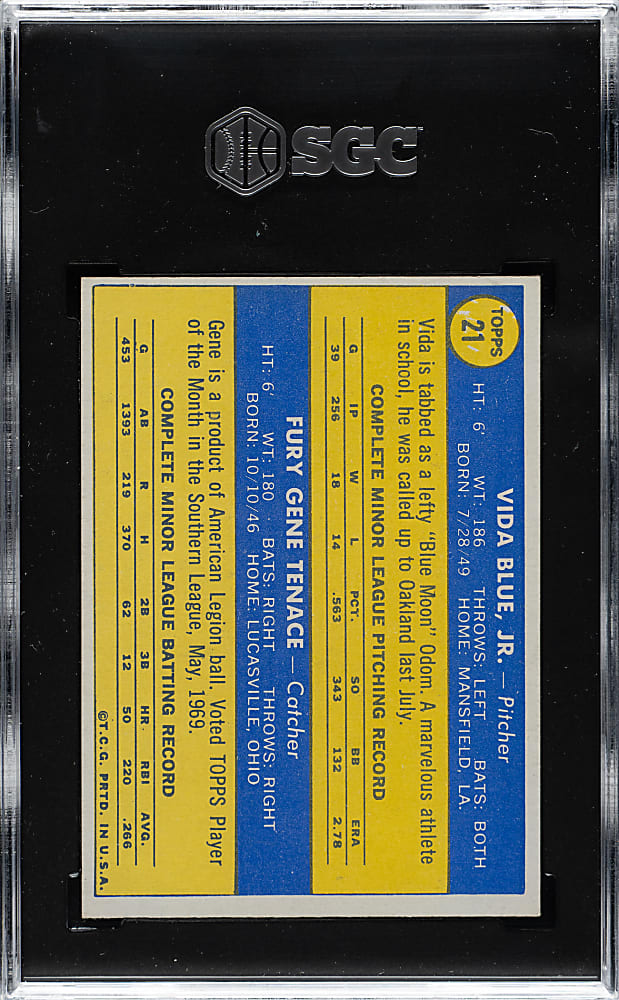 SGC
TOPPS
21
VIDA BLUE, JR. — Pitcher
HT: 6' WT: 186 THROWS: LEFT BATS: BOTH
BORN: 7/28/49 HOME: MANSFIELD, LA.
Vida is tabbed as a lefty "Blue Moon" Odom. A marvelous athlete
in school, he was called up to Oakland last July.
COMPLETE MINOR LEAGUE PITCHING RECORD
G IP W L PCT. SO BB ERA
39 256 18 14 .563 343 132 2.78
FURY GENE TENACE — Catcher
HT: 6' WT: 180 BATS: RIGHT THROWS: RIGHT
BORN: 10/10/46 HOME: LUCASVILLE, OHIO
Gene is a product of American Legion ball. Voted TOPPS Player
of the Month in the Southern League, May, 1969.
COMPLETE MINOR LEAGUE BATTING RECORD
G AB R H 2B 3B HR RBI AVG.
453 1393 219 370 62 12 50 220 .266
©T.C.G. PRTD. IN U.S.A.